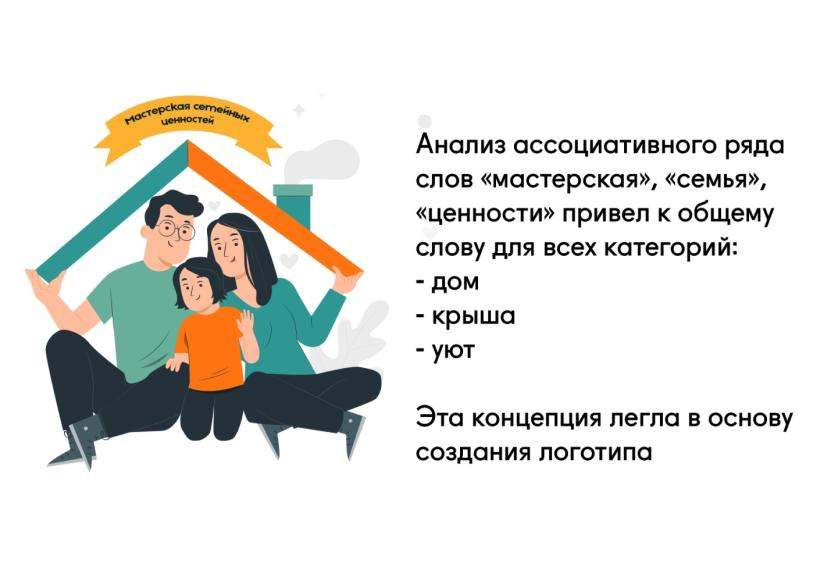 Мастерская семейных
ценностей
Анализ ассоциативного ряда
слов «мастерская», «семья»,
«ценности» привел к общему
слову для всех категорий:
- дом
- крыша
- уют
Эта концепция легла в основу
создания логотипа